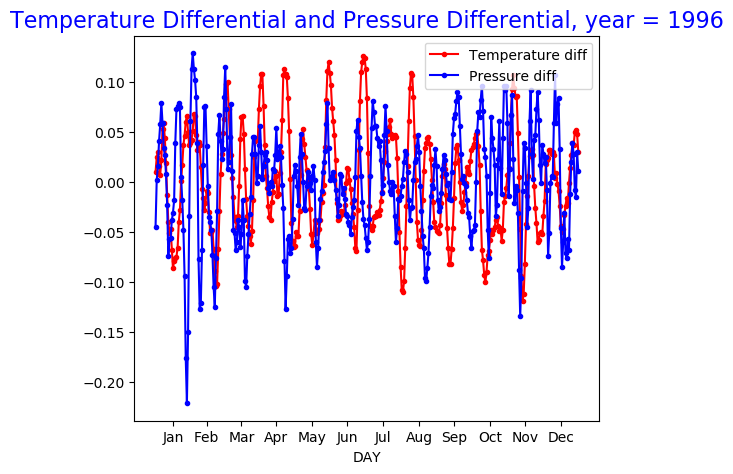 Temperature Differential and Pressure Differential, year = 1996
Temperature diff
Pressure diff
0.10
0.05
0.00
−0.05
−0.10
−0.15
−0.20
Jan Feb Mar Apr May Jun Jul Aug Sep Oct Nov Dec
DAY